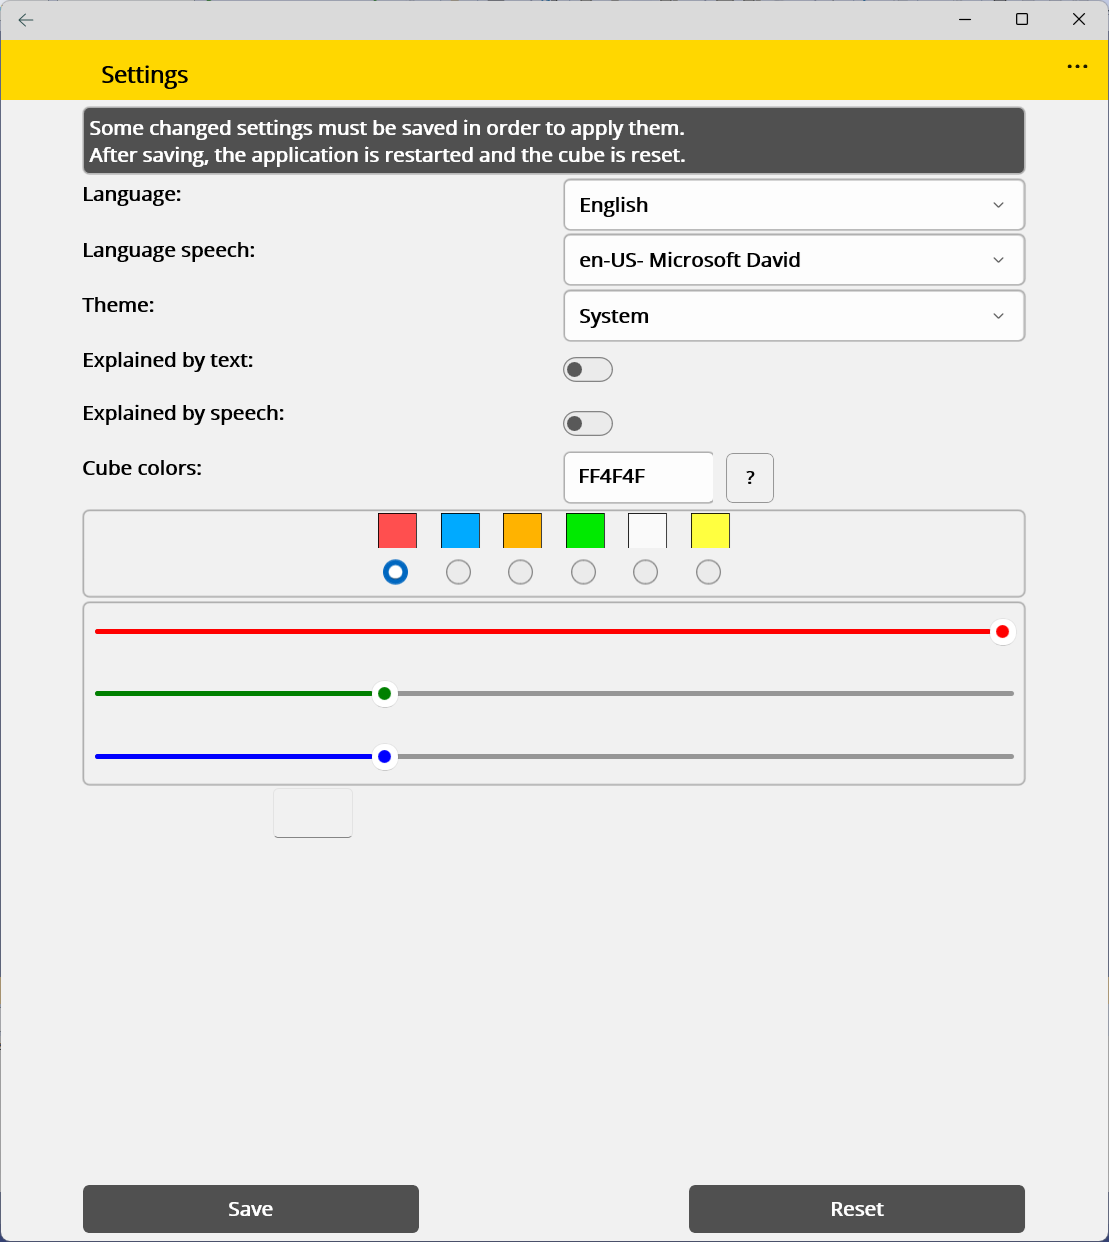 Settings
...
Some changed settings must be saved in order to apply them.
After saving, the application is restarted and the cube is reset.
Language:
English
Language speech:
en-US- Microsoft David
Theme:
System
Explained by text:
Explained by speech:
Cube colors:
FF4F4F
?
Save
Reset